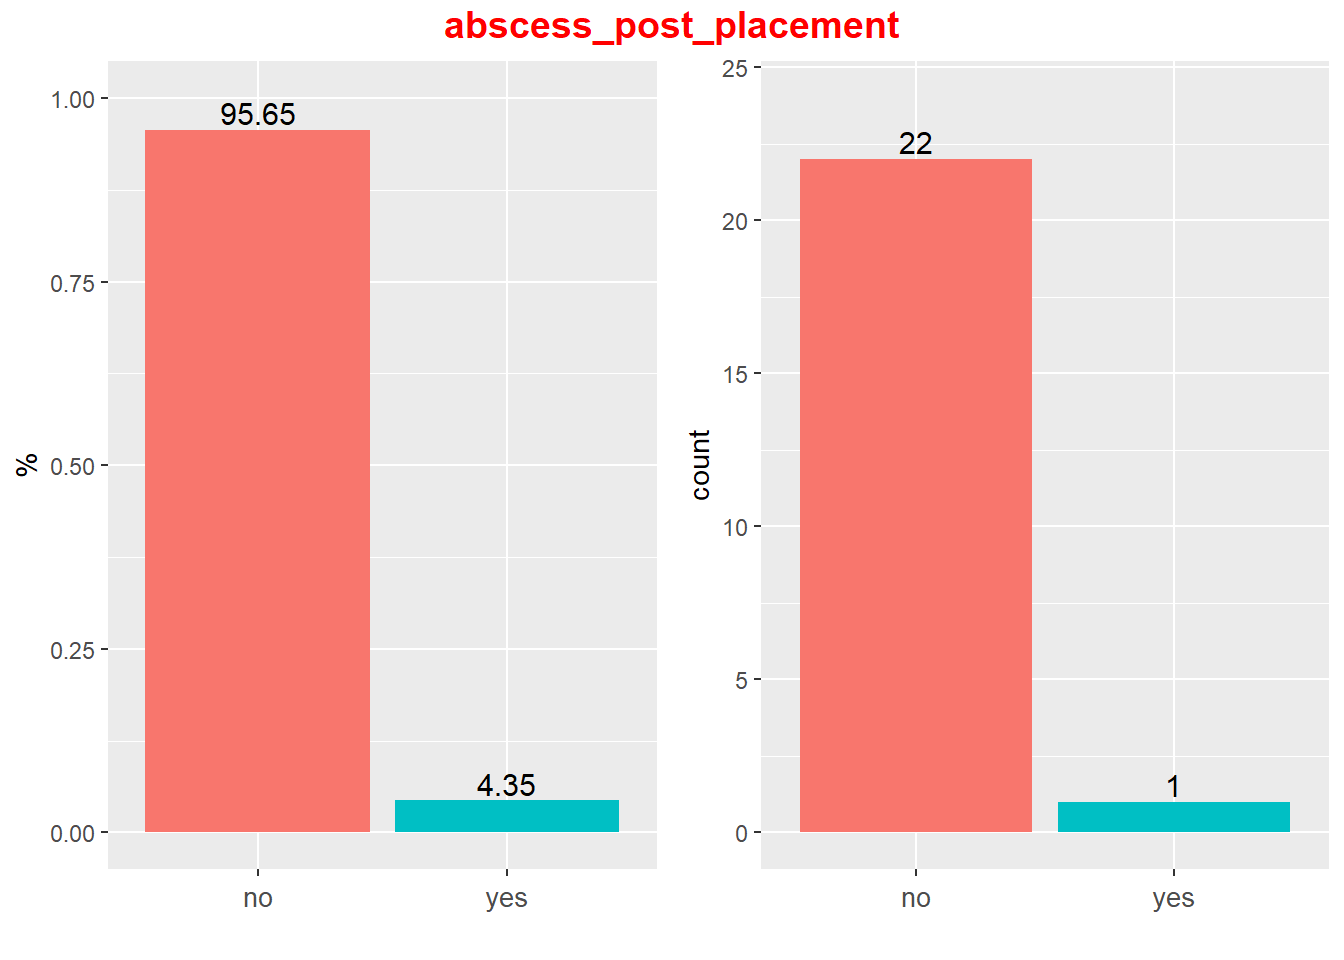 abscess_post_placement
%
1.00
0.75
0.50
0.25
0.00
95.65
4.35
no
yes
count
25
20
15
10
5
0
22
1
no
yes